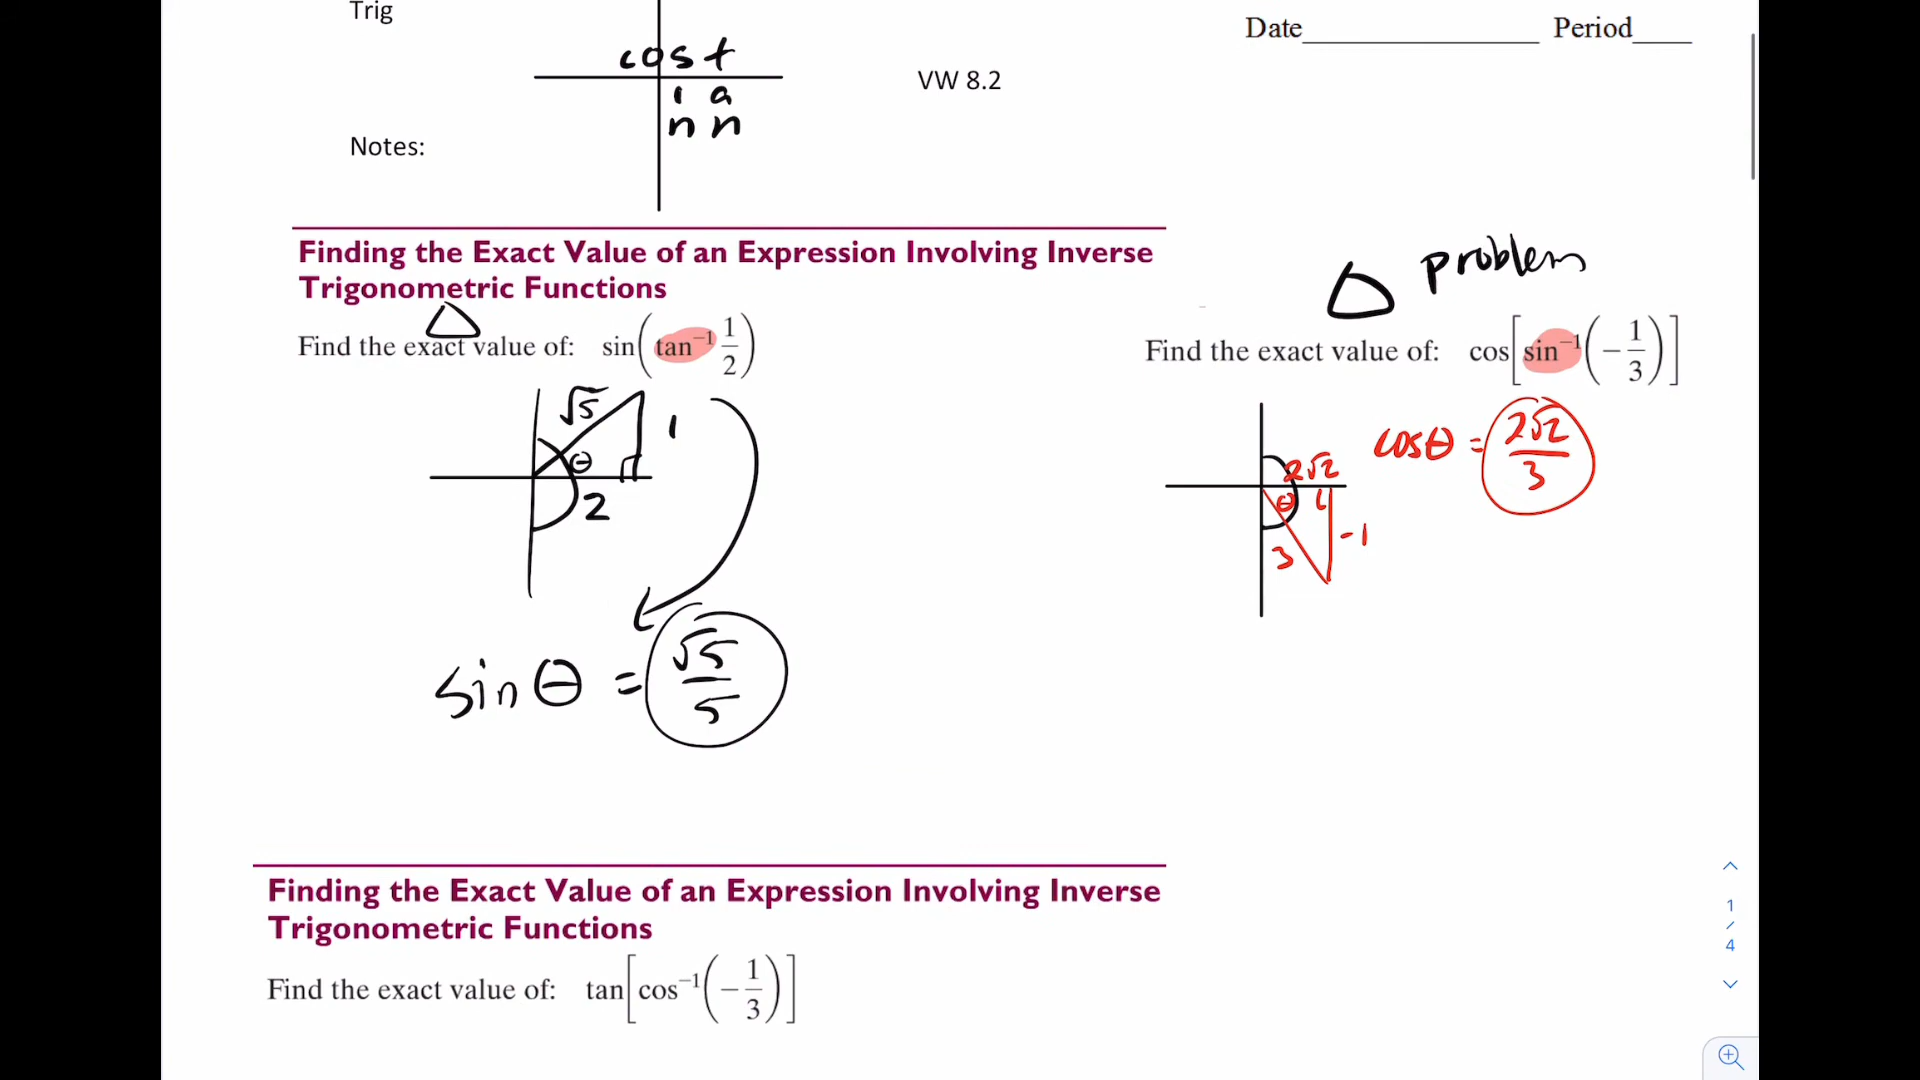 Trig
Date______________ Period____
cos t
i a
n n
VW 8.2
Notes:
Finding the Exact Value of an Expression Involving Inverse
Trigonometric Functions
△ problem
Find the exact value of: sin(tan⁻¹ 1/2)
√5
1
θ
2
sin θ = √5/5
Find the exact value of: cos[sin⁻¹(−1/3)]
cosθ = 2√2/3
2√2
θ
-1
3
Finding the Exact Value of an Expression Involving Inverse
Trigonometric Functions
Find the exact value of: tan[cos⁻¹(−1/3)]
1
/
4